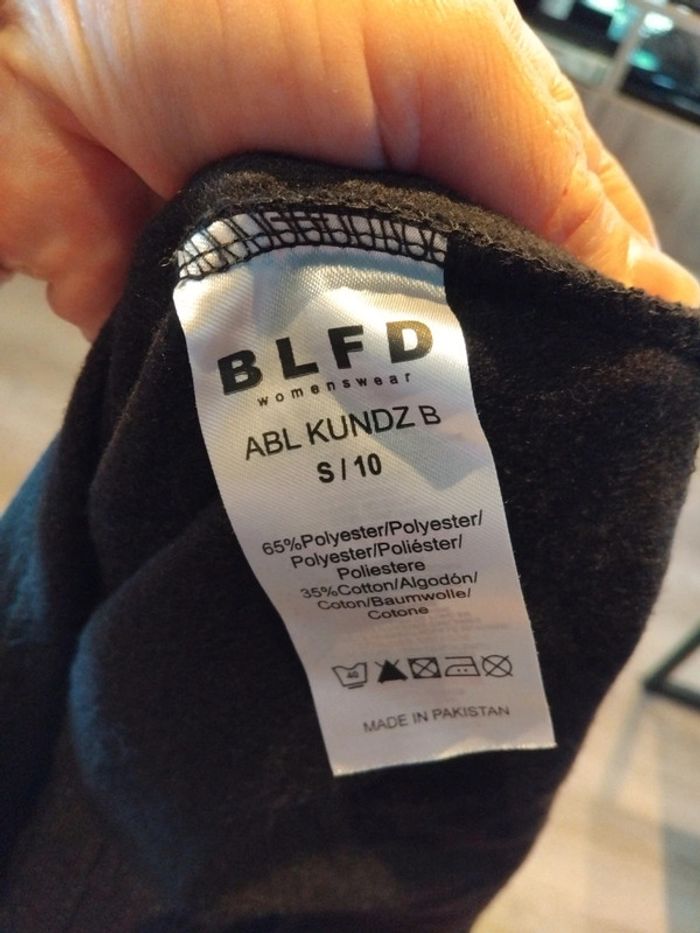 BLFD
womenswear
ABL KUNDZ B
S/10
65%Polyester/Polyester/
Polyester/Poliéster/
Poliestere
35%Cotton/Algodón/
Coton/Baumwolle/
Cotone
40
MADE IN PAKISTAN